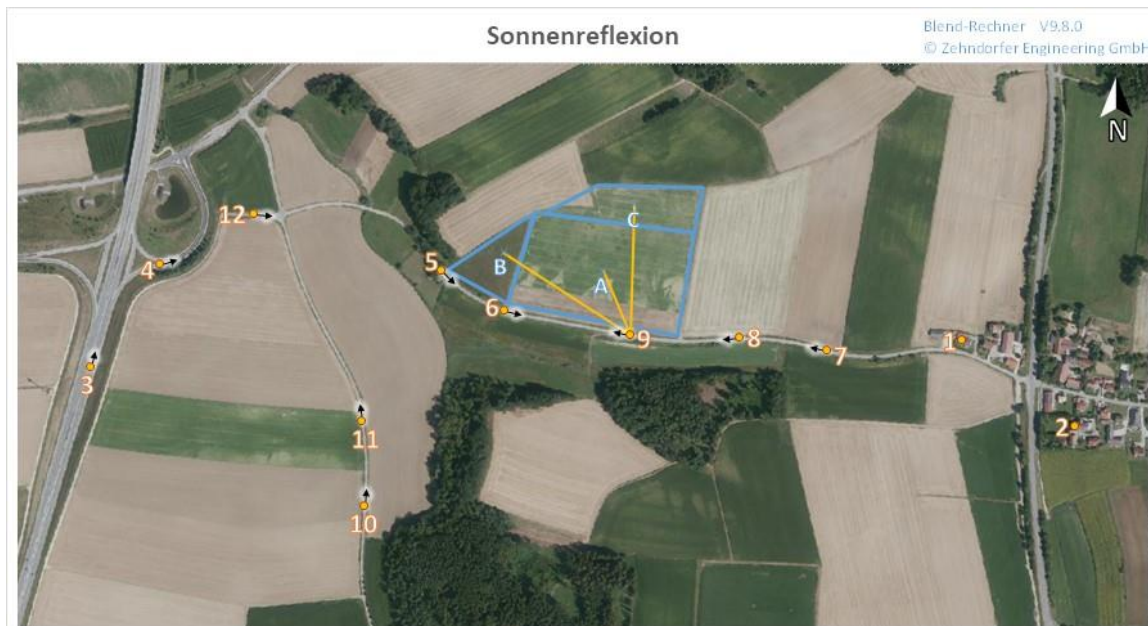 Sonnenreflexion
Blend-Rechner V9.8.0
© Zehndorfer Engineering GmbH
N
12
C
5
B
4
A
6
9
8
1
7
3
11
2
10